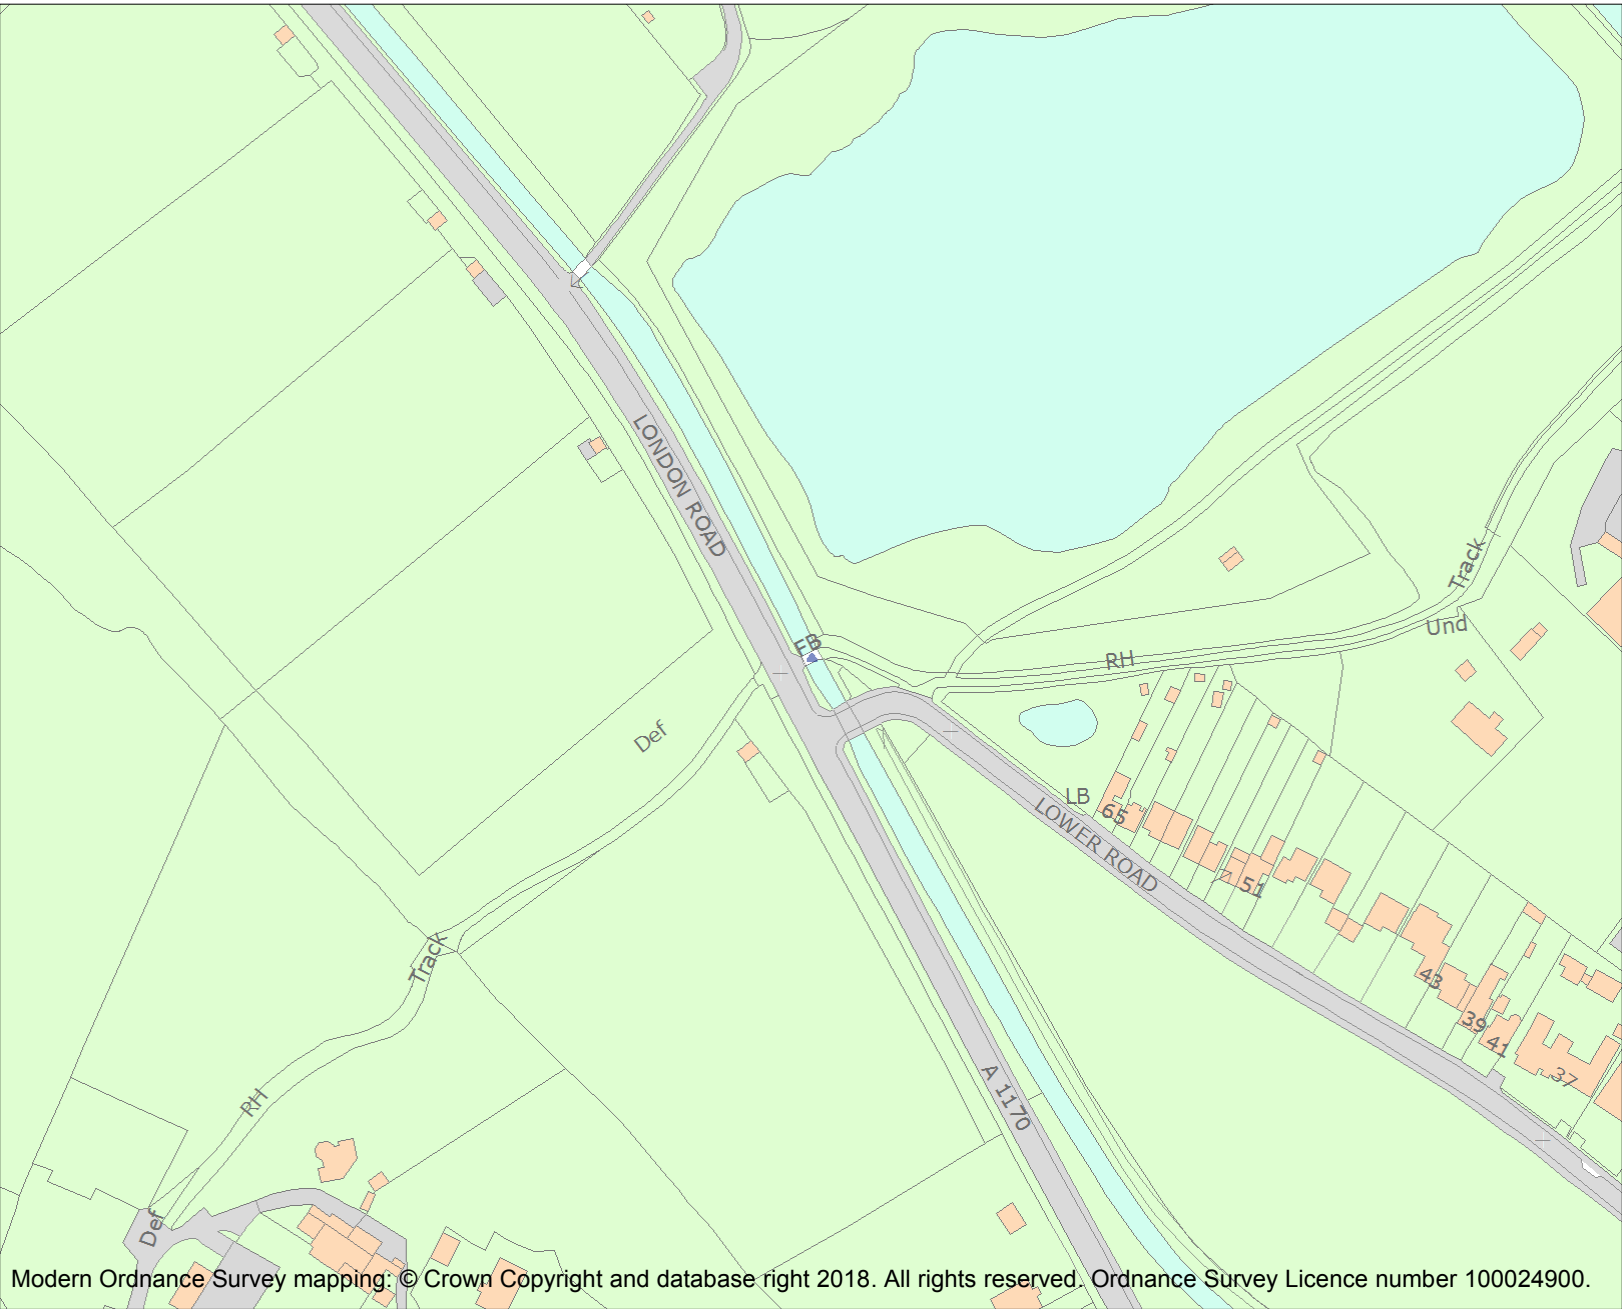 LONDON ROAD
Track
Und
FB
RH
Def
LB
65
LOWER ROAD
51
Track
43
39
41
A 1170
37
RH
Def
Modern Ordnance Survey mapping: © Crown Copyright and database right 2018. All rights reserved. Ordnance Survey Licence number 100024900.